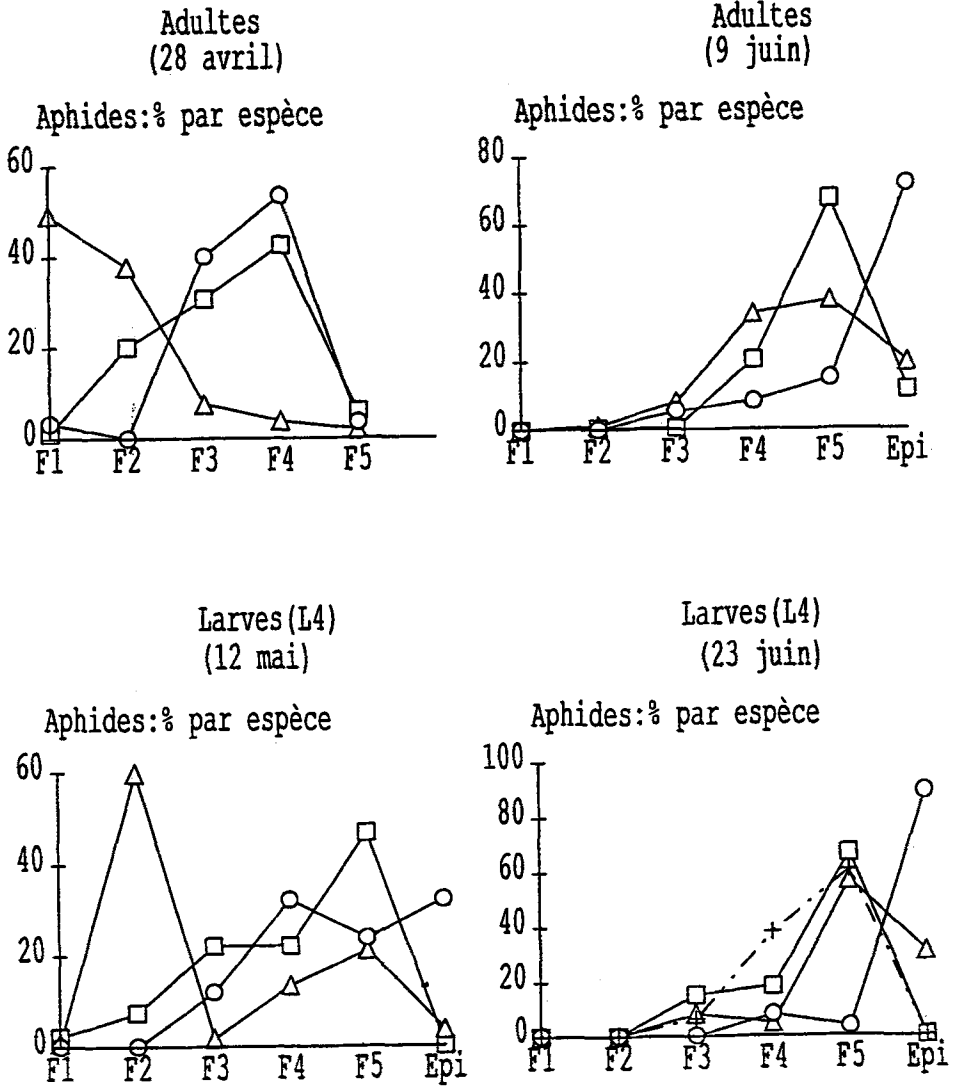 Adultes
(28 avril)
Aphides:% par espèce
60
40
20
0
F1 F2 F3 F4 F5
Adultes
(9 juin)
Aphides:% par espèce
80
60
40
20
0
F1 F2 F3 F4 F5 Epi
Larves(L4)
(12 mai)
Aphides:% par espèce
60
40
20
0
F1 F2 F3 F4 F5 Epi
Larves(L4)
(23 juin)
Aphides:% par espèce
100
80
60
40
20
0
F1 F2 F3 F4 F5 Epi